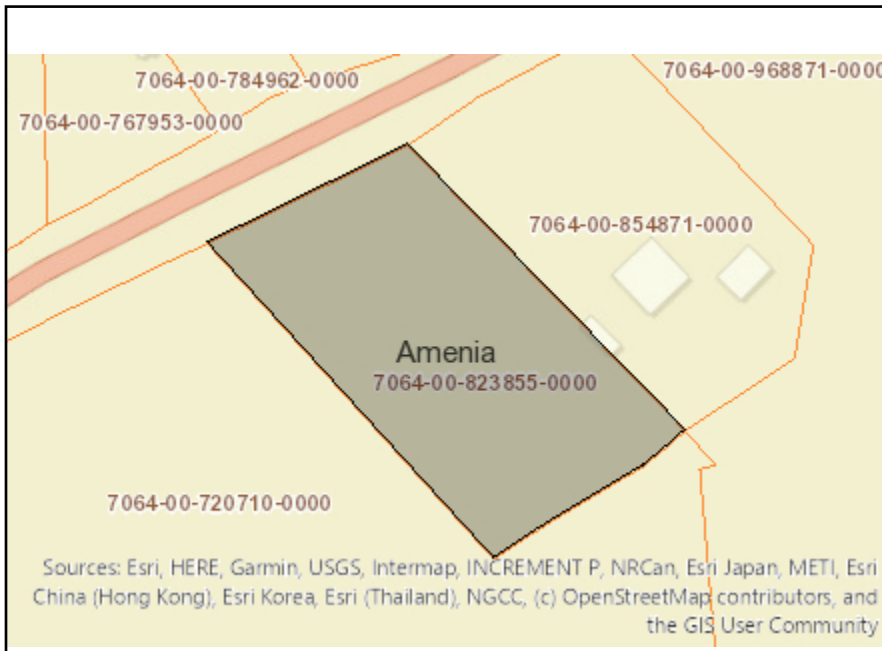 7064-00-784962-0000
7064-00-968871-0000
7064-00-767953-0000
7064-00-854871-0000
Amenia
7064-00-823855-0000
7064-00-720710-0000
Sources: Esri, HERE, Garmin, USGS, Intermap, INCREMENT P, NRCan, Esri Japan, METI, Esri
China (Hong Kong), Esri Korea, Esri (Thailand), NGCC, (c) OpenStreetMap contributors, and
the GIS User Community